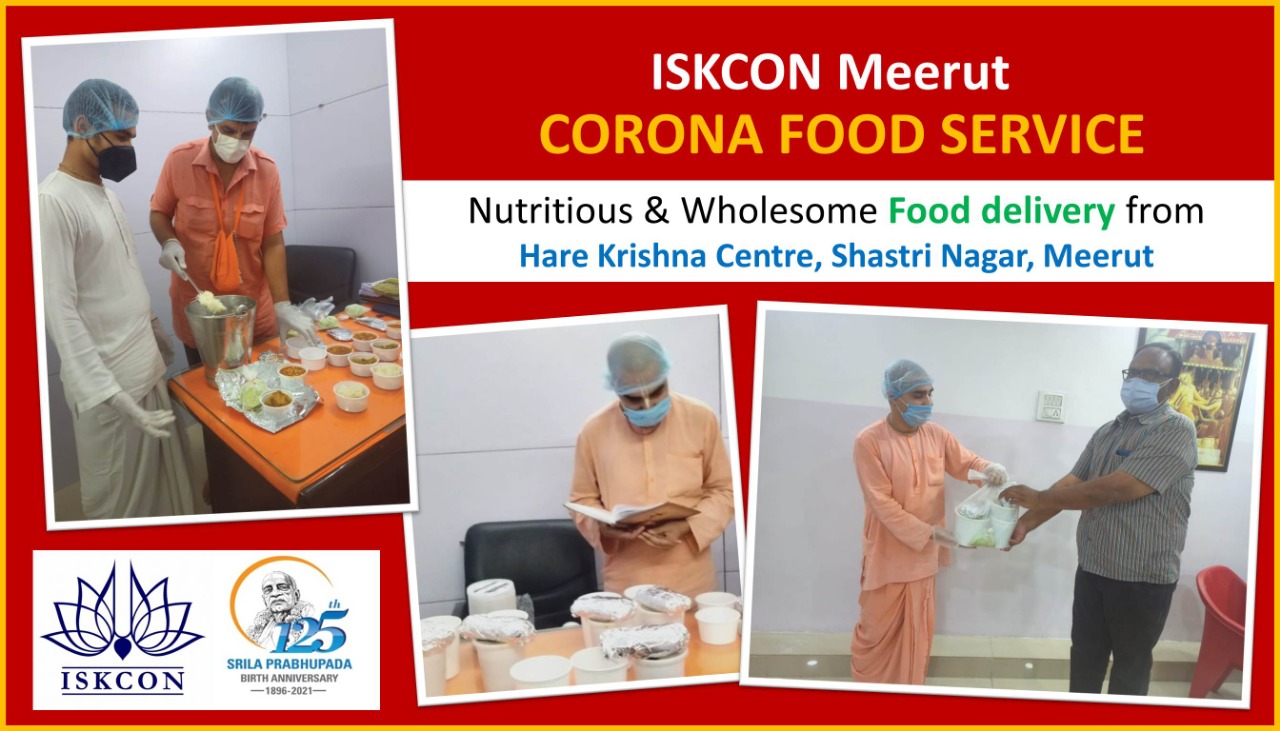 ISKCON Meerut
CORONA FOOD SERVICE
Nutritious & Wholesome Food delivery from
Hare Krishna Centre, Shastri Nagar, Meerut
ISKCON
125th
SRILA PRABHUPADA
BIRTH ANNIVERSARY
—1896-2021—